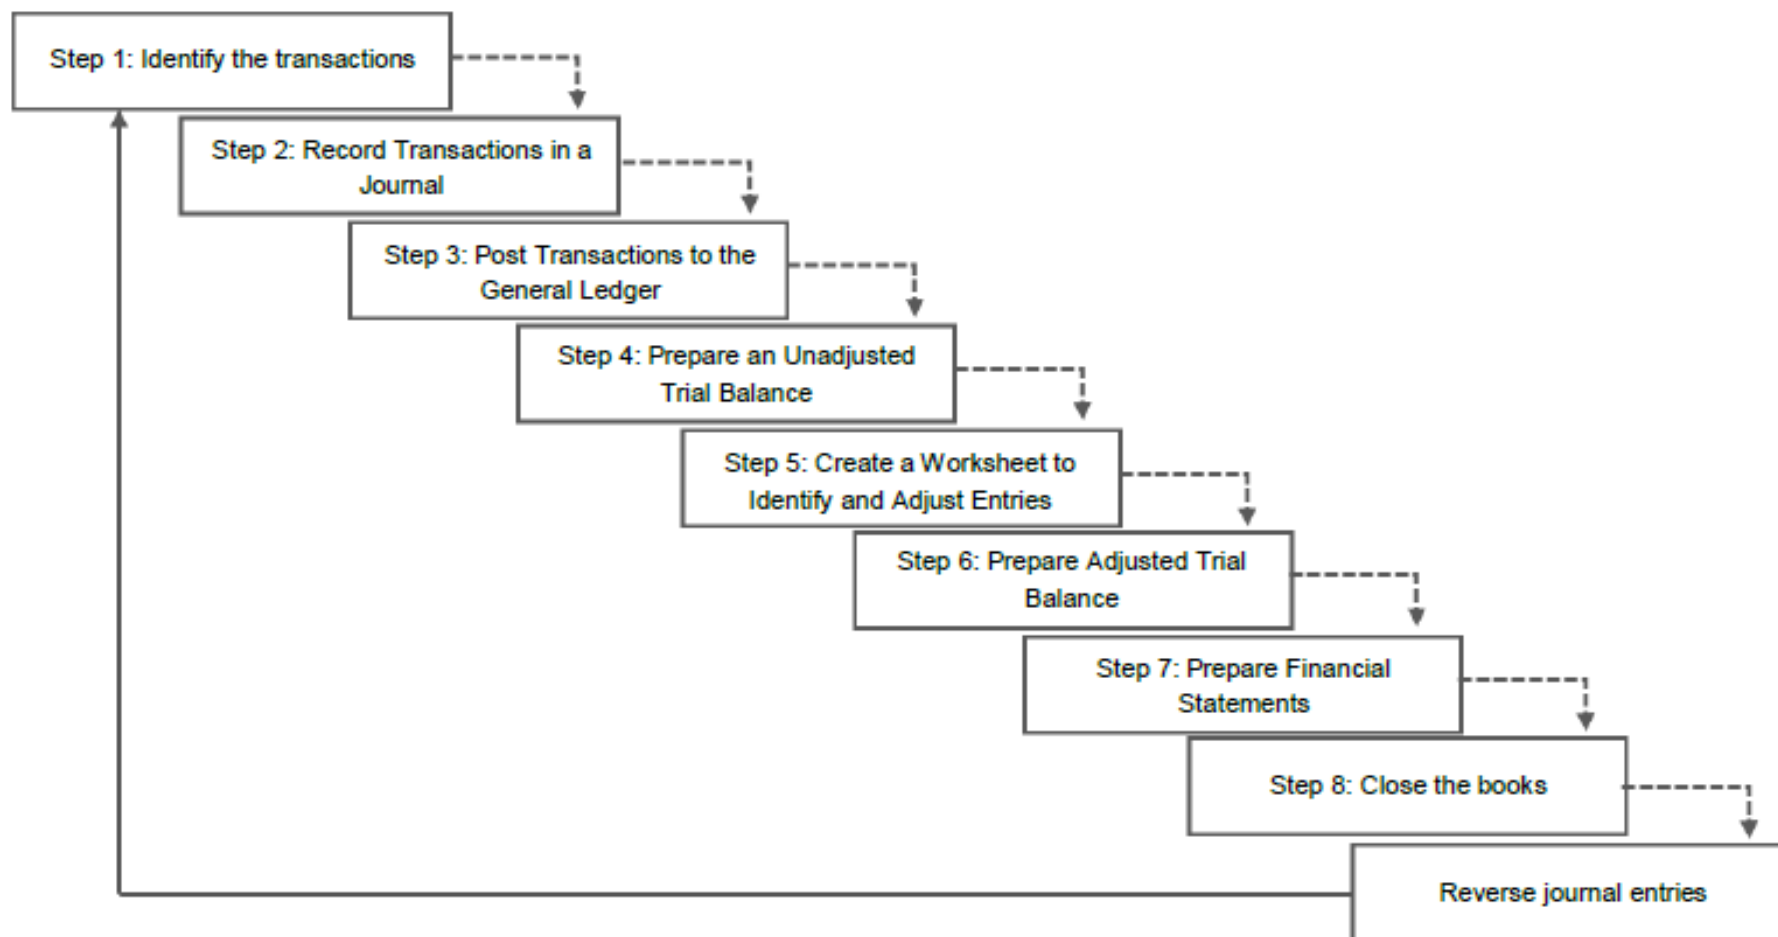 Step 1: Identify the transactions
Step 2: Record Transactions in a
Journal
Step 3: Post Transactions to the
General Ledger
Step 4: Prepare an Unadjusted
Trial Balance
Step 5: Create a Worksheet to
Identify and Adjust Entries
Step 6: Prepare Adjusted Trial
Balance
Step 7: Prepare Financial
Statements
Step 8: Close the books
Reverse journal entries